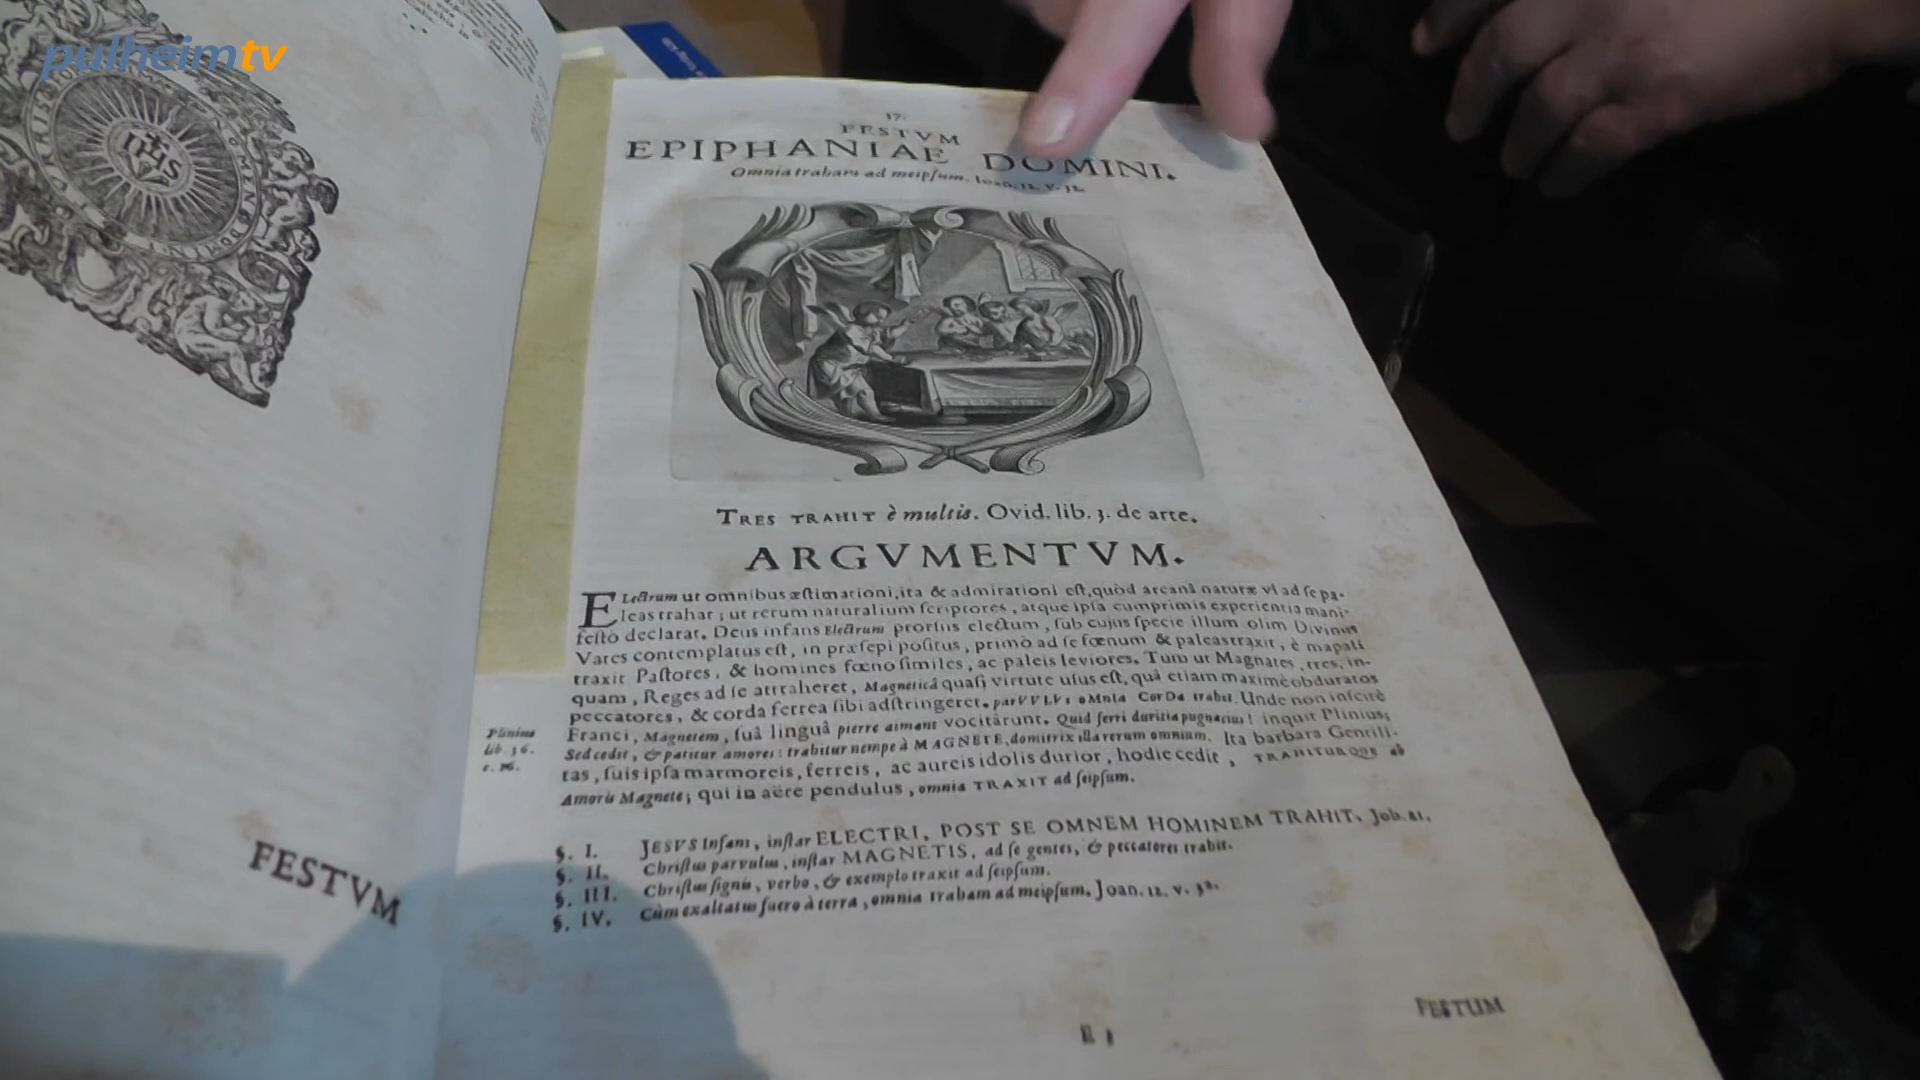 pulheimtv
IHS
FESTVM
17.
FESTVM
EPIPHANIAE DOMINI.
Omnia traham ad meipſum. Ioan. 12. v. 32.
TRES TRAHIT è multis. Ovid. lib. 3. de arte.
ARGVMENTVM.
ELectrum ut omnibus æſtimationi, ita & admirationi eſt, quòd arcanâ naturæ vi ad ſe pa-
leas trahat; ut rerum naturalium ſcriptores, atque ipſa cumprimis experientia mani-
feſtò declarat. Deus infans Electrum prorſus electum, ſub cujus ſpecie illum olim Divinus
Vates contemplatus eſt, in præſepi poſitus, primò ad ſe fœnum & paleas traxit, è mapali
traxit Paſtores, & homines fœno ſimiles, ac paleis leviores. Tum ut Magnates, tres, in-
quam, Reges ad ſe attraheret, Magneticâ quaſi virtute uſus eſt, quâ etiam maximè obduratos
peccatores, & corda ferrea ſibi adſtringeret. parVVLVs oMnIa CorDa trahit. Unde non inſcitè
Franci, Magnetem, ſuâ linguâ pierre aimant vocitârunt. Quid ferri duritia pugnacius! inquit Plinius,
Sed cedit, & patitur amores: trahitur nempe à MAGNETE, domitrix illa rerum omnium. Ita barbara Gentili-
tas, ſuis ipſa marmoreis, ferreis, ac aureis idolis durior, hodie cedit, TRAHITURQUE ab
Amoris Magnete; qui in aëre pendulus, omnia TRAXIT ad ſeipſum.
Plinius
lib. 36.
c. 16.
§. I. JESVS Infans, inſtar ELECTRI, POST SE OMNEM HOMINEM TRAHIT. Job. 21.
§. II. Chriſtus parvulus, inſtar MAGNETIS, ad ſe gentes, & peccatores trahit.
§. III. Chriſtus ſignis, verbo, & exemplo traxit ad ſeipſum.
§. IV. Cùm exaltatus fuero à terra, omnia traham ad meipſum. Joan. 12. v. 32.
E 3
FESTUM